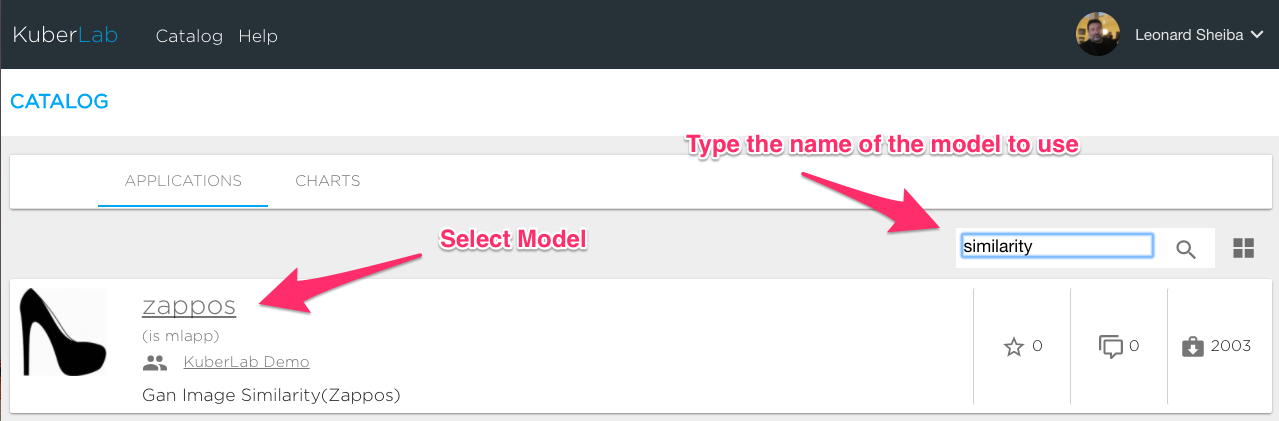 KuberLab Catalog Help Leonard Sheiba
CATALOG
Type the name of the model to use
APPLICATIONS CHARTS
Select Model
similarity
zappos
(is mlapp)
KuberLab Demo
0 0 2003
Gan Image Similarity(Zappos)